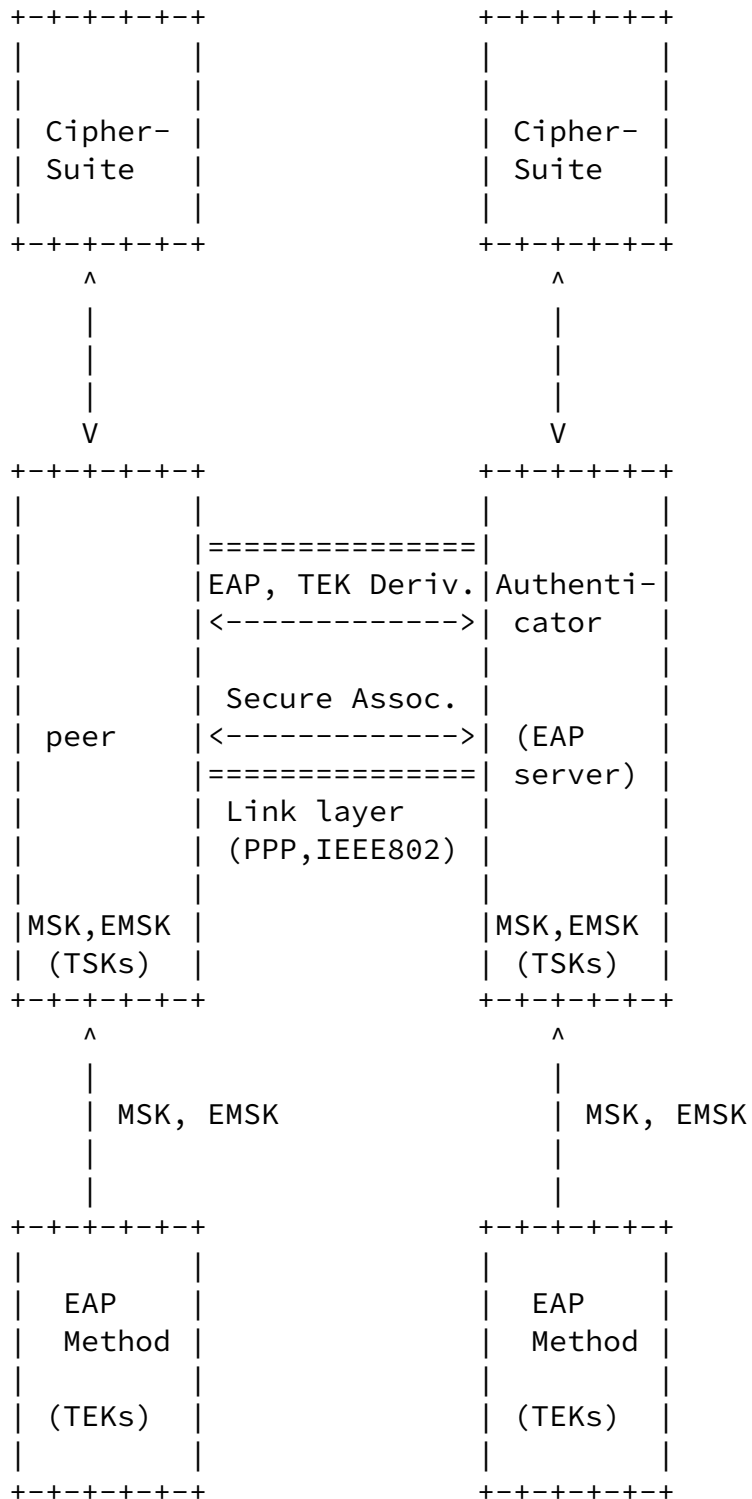 +-+-+-+-+-+               +-+-+-+-+-+
|         |               |         |
|         |               |         |
| Cipher- |               | Cipher- |
| Suite   |               | Suite   |
|         |               |         |
+-+-+-+-+-+               +-+-+-+-+-+
    ^                         ^
    |                         |
    |                         |
    |                         |
    V                         V
+-+-+-+-+-+               +-+-+-+-+-+
|         |               |         |
|         |===============|         |
|         |EAP, TEK Deriv.|Authenti-|
|         |<------------->| cator   |
|         |               |         |
|         | Secure Assoc. |         |
| peer    |<------------->| (EAP    |
|         |===============| server) |
|         | Link layer    |         |
|         | (PPP,IEEE802) |         |
|         |               |         |
|MSK,EMSK |               |MSK,EMSK |
| (TSKs)  |               | (TSKs)  |
+-+-+-+-+-+               +-+-+-+-+-+
    ^                         ^
    |                         |
    | MSK, EMSK               | MSK, EMSK
    |                         |
    |                         |
+-+-+-+-+-+               +-+-+-+-+-+
|         |               |         |
|  EAP    |               |  EAP    |
|  Method |               |  Method |
|         |               |         |
| (TEKs)  |               | (TEKs)  |
|         |               |         |
+-+-+-+-+-+               +-+-+-+-+-+